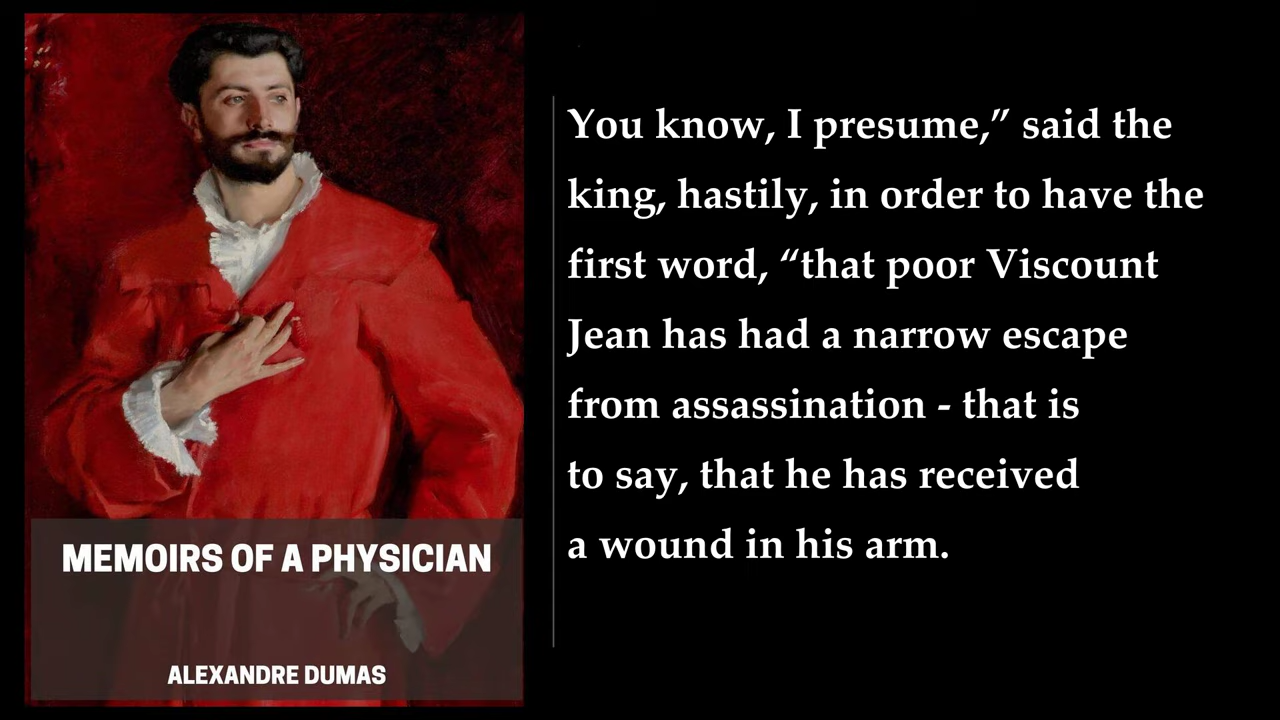 MEMOIRS OF A PHYSICIAN
ALEXANDRE DUMAS
You know, I presume,” said the
king, hastily, in order to have the
first word, “that poor Viscount
Jean has had a narrow escape
from assassination - that is
to say, that he has received
a wound in his arm.